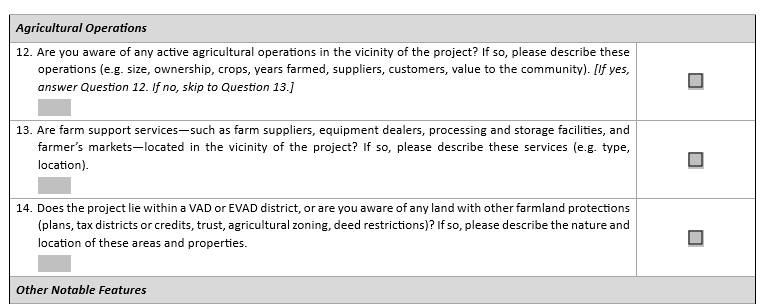 Agricultural Operations
12. Are you aware of any active agricultural operations in the vicinity of the project? If so, please describe these
operations (e.g. size, ownership, crops, years farmed, suppliers, customers, value to the community). [If yes,
answer Question 12. If no, skip to Question 13.]
13. Are farm support services—such as farm suppliers, equipment dealers, processing and storage facilities, and
farmer's markets—located in the vicinity of the project? If so, please describe these services (e.g. type,
location).
14. Does the project lie within a VAD or EVAD district, or are you aware of any land with other farmland protections
(plans, tax districts or credits, trust, agricultural zoning, deed restrictions)? If so, please describe the nature and
location of these areas and properties.
Other Notable Features